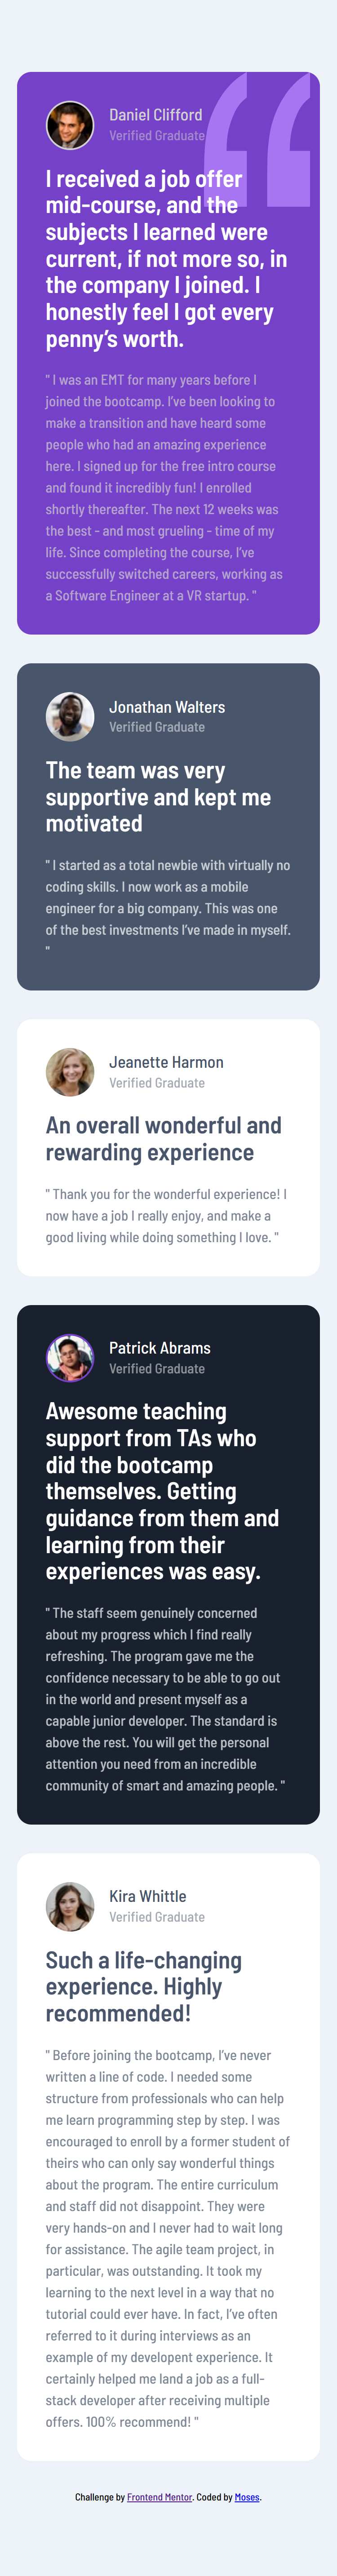 Daniel Clifford
Verified Graduate
I received a job offer
mid-course, and the
subjects I learned were
current, if not more so, in
the company I joined. I
honestly feel I got every
penny’s worth.
" I was an EMT for many years before I
joined the bootcamp. I’ve been looking to
make a transition and have heard some
people who had an amazing experience
here. I signed up for the free intro course
and found it incredibly fun! I enrolled
shortly thereafter. The next 12 weeks was
the best - and most grueling - time of my
life. Since completing the course, I’ve
successfully switched careers, working as
a Software Engineer at a VR startup. "
Jonathan Walters
Verified Graduate
The team was very
supportive and kept me
motivated
" I started as a total newbie with virtually no
coding skills. I now work as a mobile
engineer for a big company. This was one
of the best investments I’ve made in myself.
"
Jeanette Harmon
Verified Graduate
An overall wonderful and
rewarding experience
" Thank you for the wonderful experience! I
now have a job I really enjoy, and make a
good living while doing something I love. "
Patrick Abrams
Verified Graduate
Awesome teaching
support from TAs who
did the bootcamp
themselves. Getting
guidance from them and
learning from their
experiences was easy.
" The staff seem genuinely concerned
about my progress which I find really
refreshing. The program gave me the
confidence necessary to be able to go out
in the world and present myself as a
capable junior developer. The standard is
above the rest. You will get the personal
attention you need from an incredible
community of smart and amazing people. "
Kira Whittle
Verified Graduate
Such a life-changing
experience. Highly
recommended!
" Before joining the bootcamp, I’ve never
written a line of code. I needed some
structure from professionals who can help
me learn programming step by step. I was
encouraged to enroll by a former student of
theirs who can only say wonderful things
about the program. The entire curriculum
and staff did not disappoint. They were
very hands-on and I never had to wait long
for assistance. The agile team project, in
particular, was outstanding. It took my
learning to the next level in a way that no
tutorial could ever have. In fact, I’ve often
referred to it during interviews as an
example of my developent experience. It
certainly helped me land a job as a full-
stack developer after receiving multiple
offers. 100% recommend! "
Challenge by Frontend Mentor. Coded by Moses.